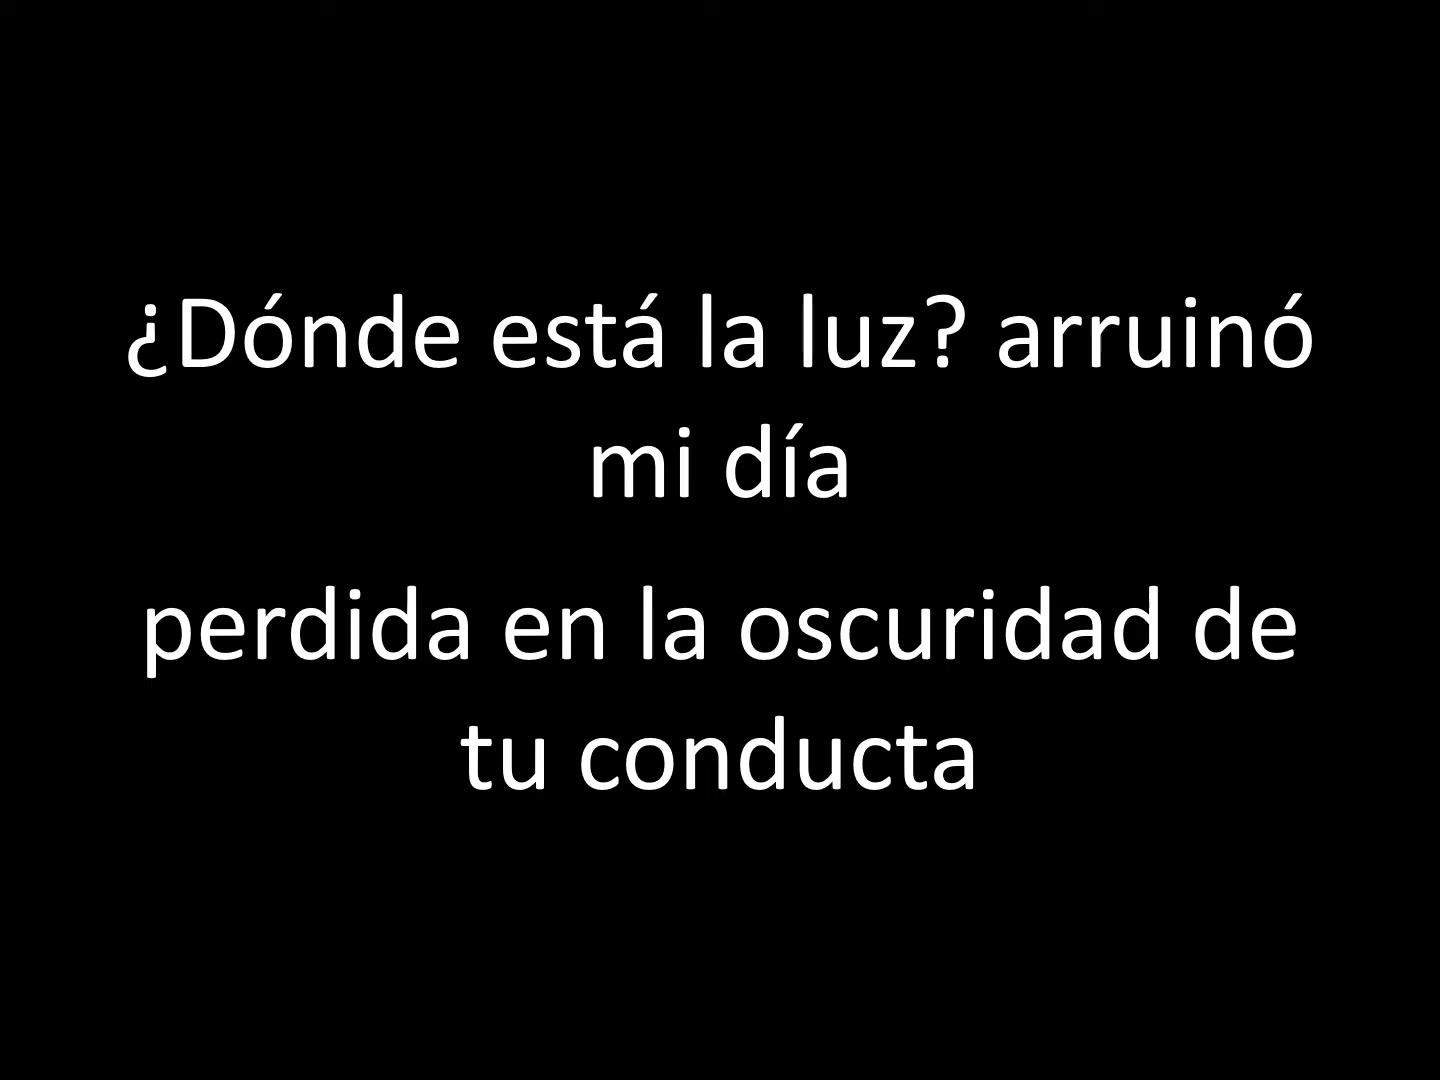 ¿Dónde está la luz? arruinó
mi día
perdida en la oscuridad de
tu conducta